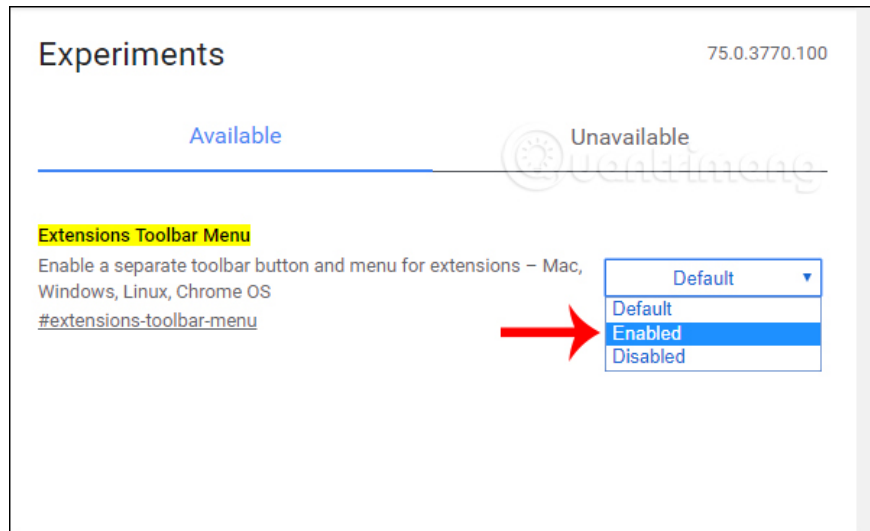 Experiments
75.0.3770.100
Available
Unavailable
Quantrimang
Extensions Toolbar Menu
Enable a separate toolbar button and menu for extensions – Mac,
Windows, Linux, Chrome OS
#extensions-toolbar-menu
Default
Default
Enabled
Disabled